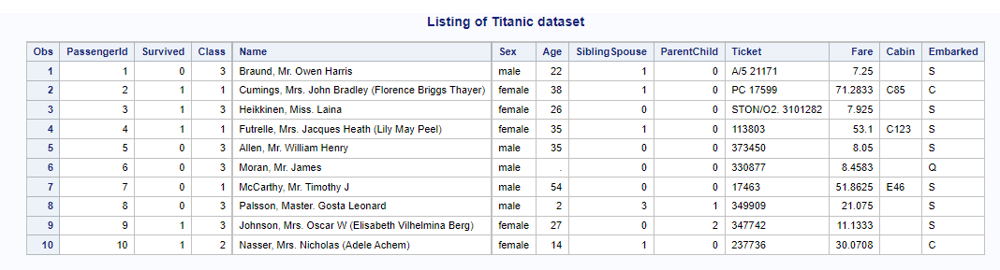 Listing of Titanic dataset
Obs PassengerId Survived Class Name Sex Age SiblingSpouse ParentChild Ticket Fare Cabin Embarked
1 1 0 3 Braund, Mr. Owen Harris male 22 1 0 A/5 21171 7.25 S
2 2 1 1 Cumings, Mrs. John Bradley (Florence Briggs Thayer) female 38 1 0 PC 17599 71.2833 C85 C
3 3 1 3 Heikkinen, Miss. Laina female 26 0 0 STON/O2. 3101282 7.925 S
4 4 1 1 Futrelle, Mrs. Jacques Heath (Lily May Peel) female 35 1 0 113803 53.1 C123 S
5 5 0 3 Allen, Mr. William Henry male 35 0 0 373450 8.05 S
6 6 0 3 Moran, Mr. James male . 0 0 330877 8.4583 Q
7 7 0 1 McCarthy, Mr. Timothy J male 54 0 0 17463 51.8625 E46 S
8 8 0 3 Palsson, Master. Gosta Leonard male 2 3 1 349909 21.075 S
9 9 1 3 Johnson, Mrs. Oscar W (Elisabeth Vilhelmina Berg) female 27 0 2 347742 11.1333 S
10 10 1 2 Nasser, Mrs. Nicholas (Adele Achem) female 14 1 0 237736 30.0708 C